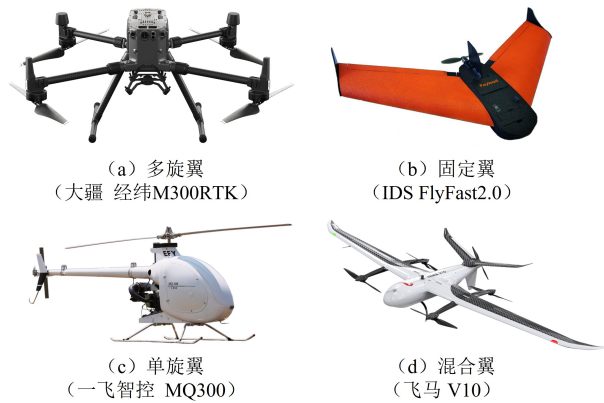 (a) 多旋翼
(大疆 经纬M300RTK)
(b) 固定翼
(IDS FlyFast2.0)
EFY
(c) 单旋翼
(一飞智控 MQ300)
(d) 混合翼
(飞马 V10)